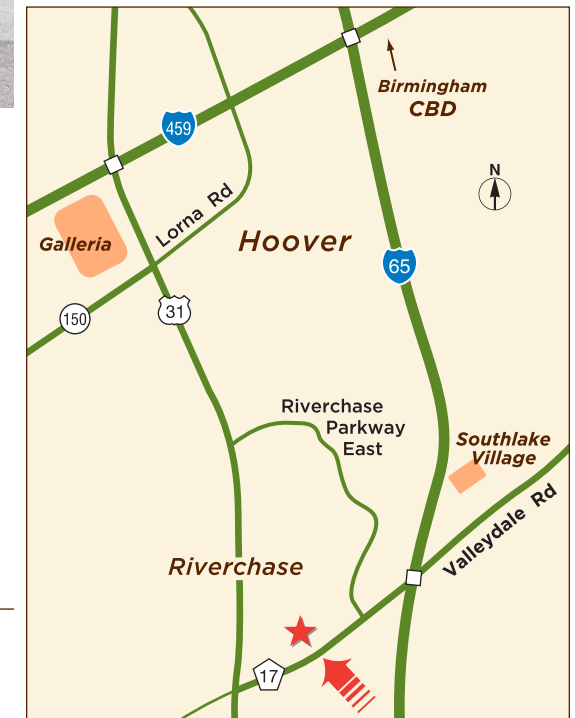 Birmingham
CBD
459
N
Lorna Rd
Galleria
Hoover
65
150
31
Riverchase
Parkway
East
Southlake
Village
Valleydale Rd
Riverchase
17